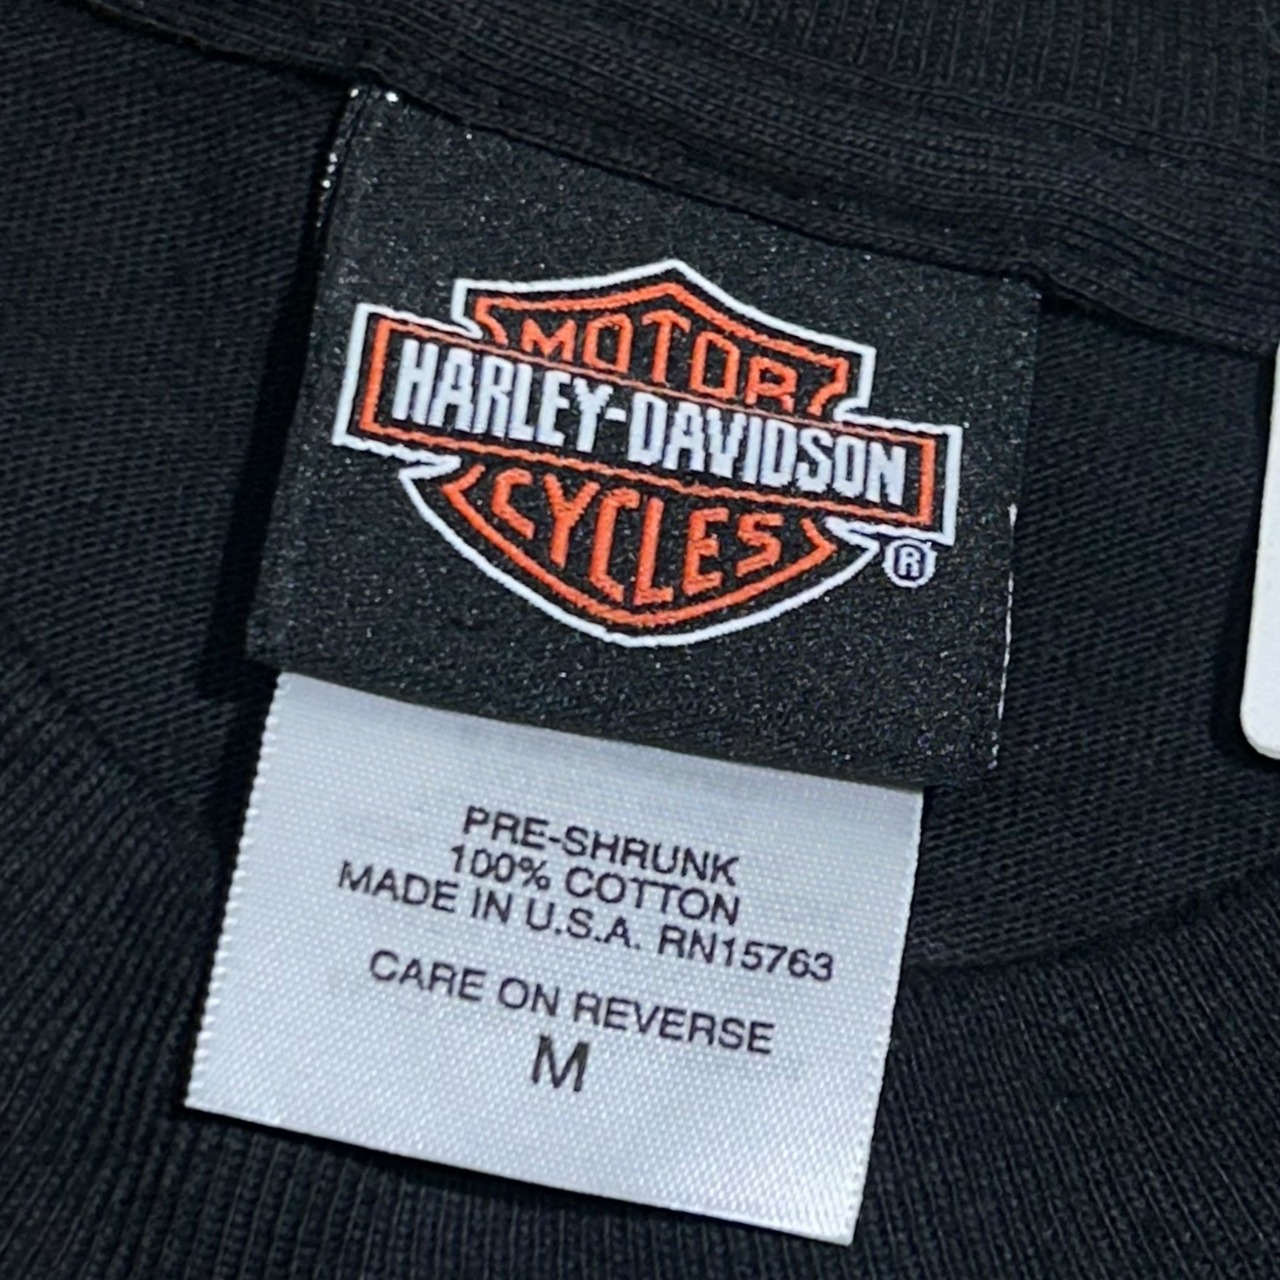 MOTOR
HARLEY-DAVIDSON
CYCLES
®
PRE-SHRUNK
100% COTTON
MADE IN U.S.A. RN15763
CARE ON REVERSE
M